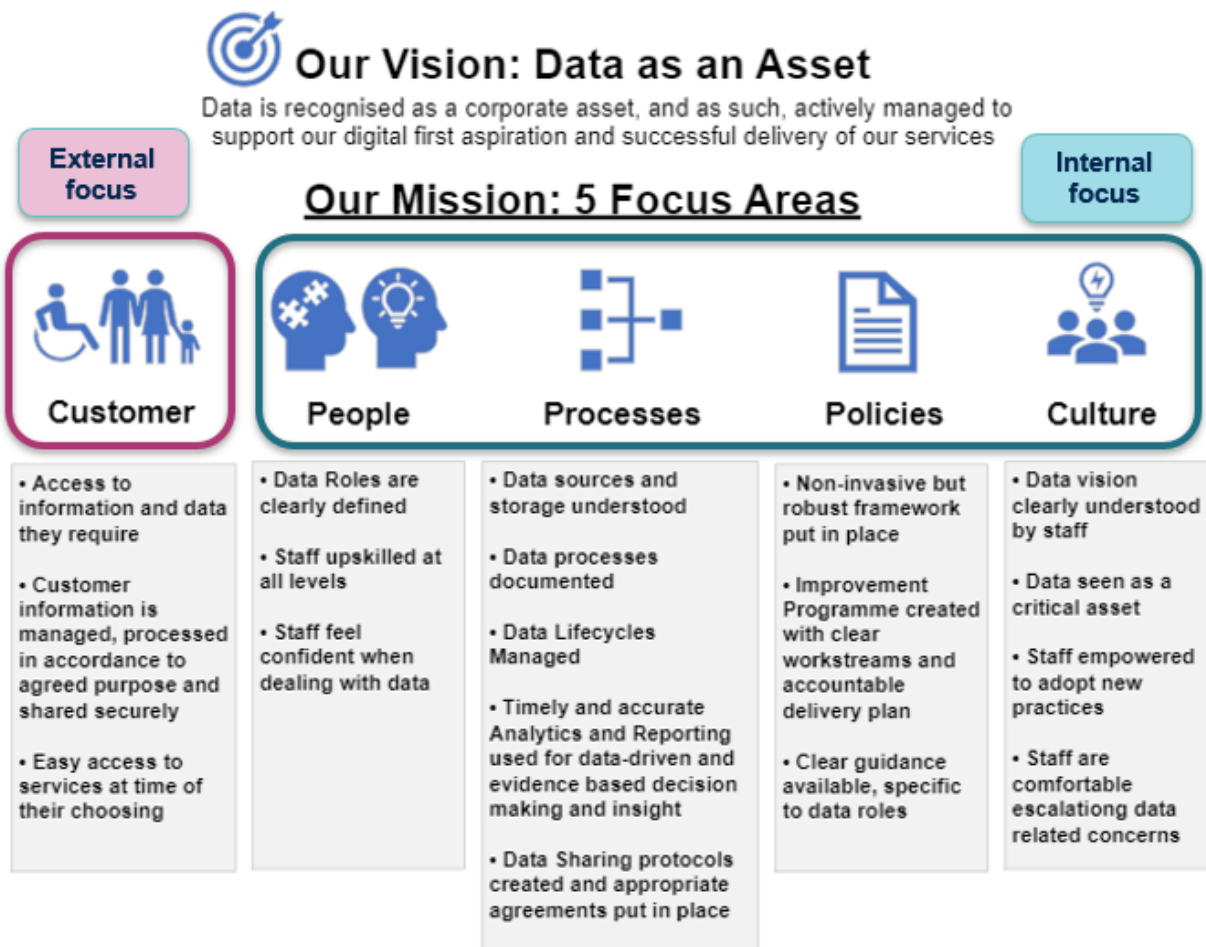 Our Vision: Data as an Asset
Data is recognised as a corporate asset, and as such, actively managed to
support our digital first aspiration and successful delivery of our services
External
focus
Internal
focus
Our Mission: 5 Focus Areas
Customer
People
Processes
Policies
Culture
• Access to
information and data
they require
• Customer
information is
managed, processed
in accordance to
agreed purpose and
shared securely
• Easy access to
services at time of
their choosing
• Data Roles are
clearly defined
• Staff upskilled at
all levels
• Staff feel
confident when
dealing with data
• Data sources and
storage understood
• Data processes
documented
• Data Lifecycles
Managed
• Timely and accurate
Analytics and Reporting
used for data-driven and
evidence based decision
making and insight
• Data Sharing protocols
created and appropriate
agreements put in place
• Non-invasive but
robust framework
put in place
• Improvement
Programme created
with clear
workstreams and
accountable
delivery plan
• Clear guidance
available, specific
to data roles
• Data vision
clearly understood
by staff
• Data seen as a
critical asset
• Staff empowered
to adopt new
practices
• Staff are
comfortable
escalationg data
related concerns